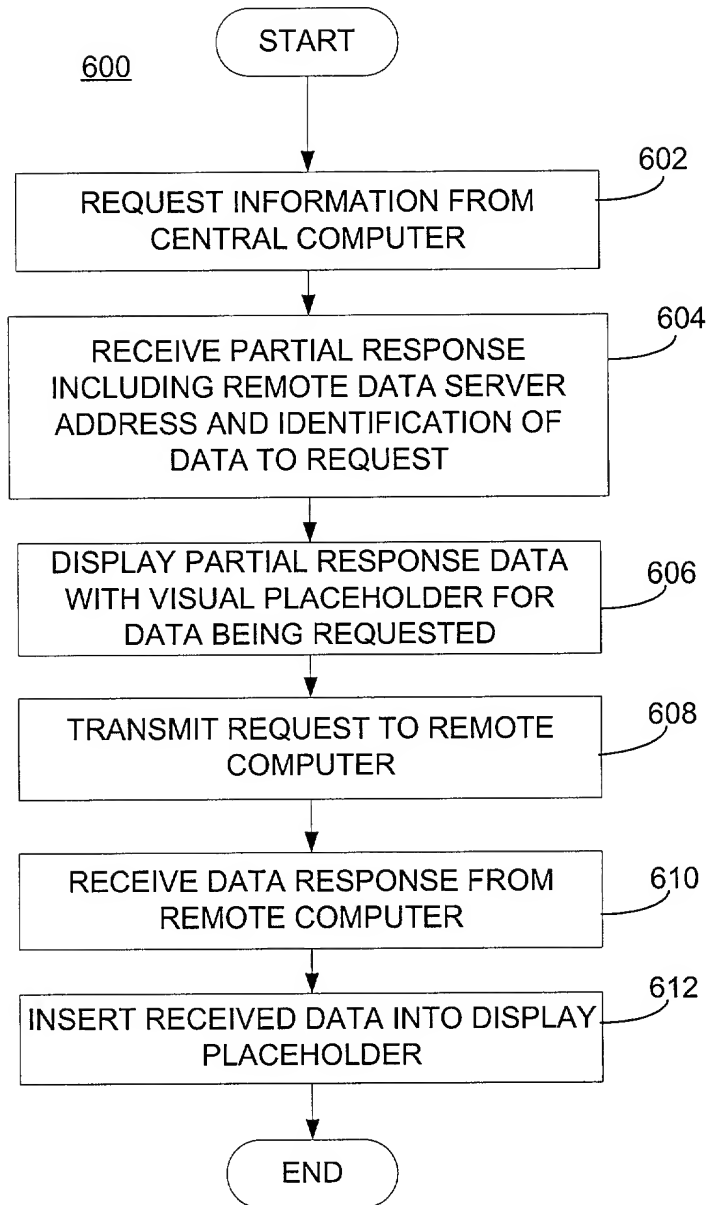 START
600
602
REQUEST INFORMATION FROM
CENTRAL COMPUTER
604
RECEIVE PARTIAL RESPONSE
INCLUDING REMOTE DATA SERVER
ADDRESS AND IDENTIFICATION OF
DATA TO REQUEST
DISPLAY PARTIAL RESPONSE DATA
WITH VISUAL PLACEHOLDER FOR
DATA BEING REQUESTED
606
TRANSMIT REQUEST TO REMOTE
COMPUTER
608
RECEIVE DATA RESPONSE FROM
REMOTE COMPUTER
610
612
INSERT RECEIVED DATA INTO DISPLAY
PLACEHOLDER
END